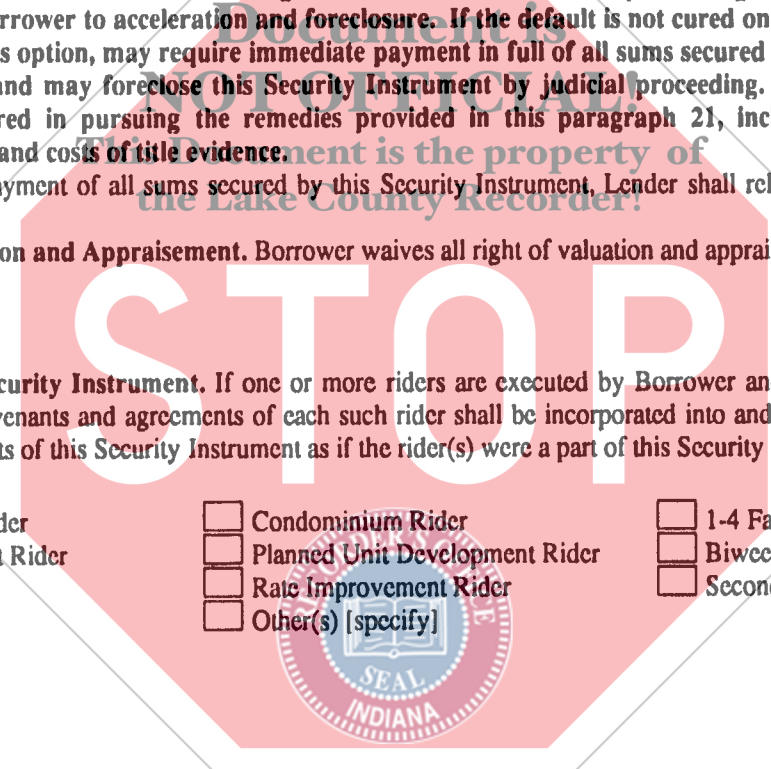 rrower to acceleration and foreclosure. If the default is not cured on
Document is
s option, may require immediate payment in full of all sums secured
and may foreclose this Security Instrument by judicial proceeding.
NOT OFFICIAL!
red in pursuing the remedies provided in this paragraph 21, inc
and costs of title evidence.
This Document is the property of
yment of all sums secured by this Security Instrument, Lender shall rel
the Lake County Recorder!
on and Appraisement. Borrower waives all right of valuation and apprai
STOP
curity Instrument. If one or more riders are executed by Borrower an
venants and agreements of each such rider shall be incorporated into and
ts of this Security Instrument as if the rider(s) were a part of this Security
der Condominium Rider 1-4 Fa
t Rider Planned Unit Development Rider Biwee
Rate Improvement Rider Second
Other(s) [specify]
RECORDER'S OFFICE
SEAL
INDIANA